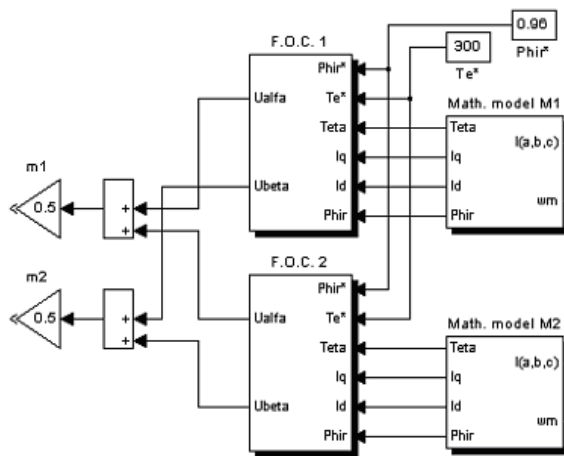 0.96
Phir*
300
Te*
F.O.C. 1
Phir*
Te*
Teta
Iq
Id
Phir
Ualfa
Ubeta
Math. model M1
Teta
Iq
Id
Phir
I(a,b,c)
wm
m1
0.5
+
+
m2
0.5
+
+
F.O.C. 2
Phir*
Te*
Teta
Iq
Id
Phir
Ualfa
Ubeta
Math. model M2
Teta
Iq
Id
Phir
I(a,b,c)
wm